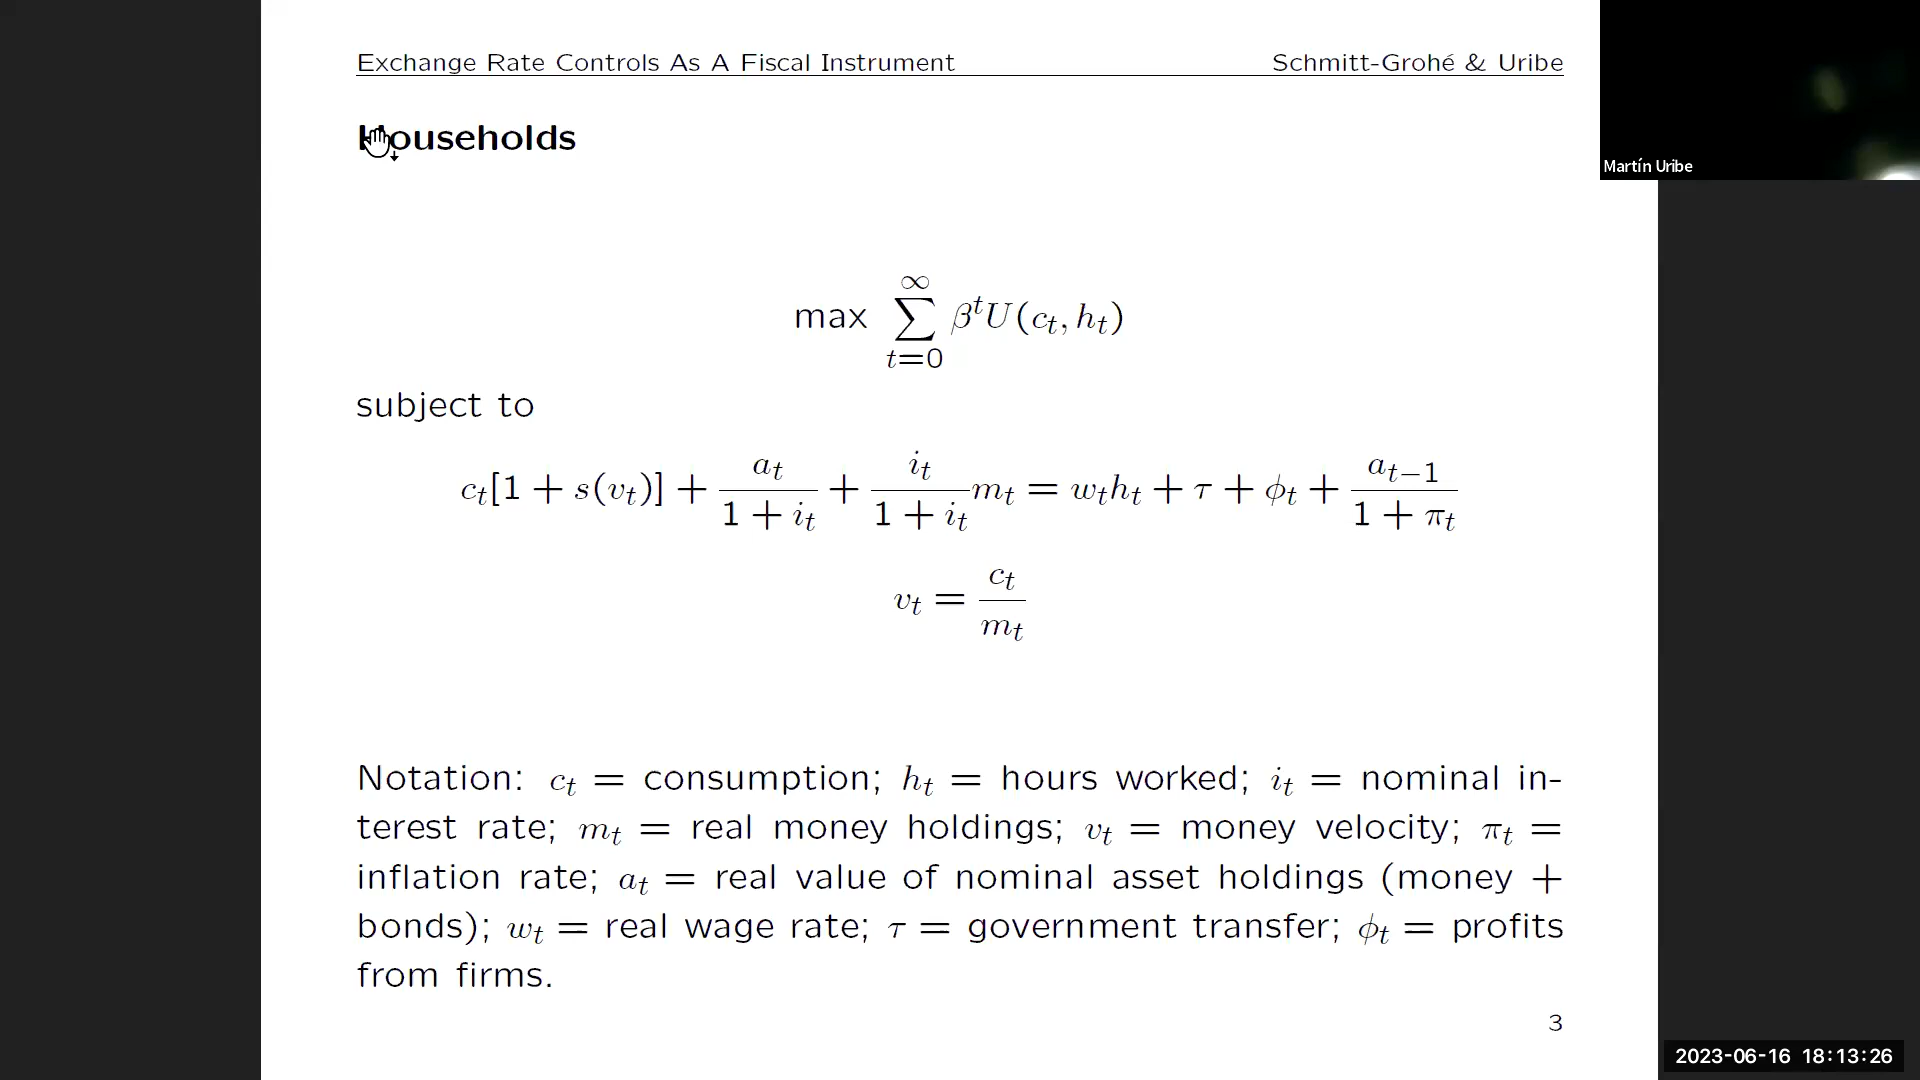 Exchange Rate Controls As A Fiscal Instrument Schmitt-Grohé & Uribe
Martín Uribe
Households
max ∑_{t=0}^{∞} β^t U(c_t, h_t)
subject to
c_t[1 + s(v_t)] + a_t/(1 + i_t) + i_t/(1 + i_t) m_t = w_t h_t + τ + ϕ_t + a_{t−1}/(1 + π_t)
v_t = c_t/m_t
Notation: c_t = consumption; h_t = hours worked; i_t = nominal in-
terest rate; m_t = real money holdings; v_t = money velocity; π_t =
inflation rate; a_t = real value of nominal asset holdings (money +
bonds); w_t = real wage rate; τ = government transfer; ϕ_t = profits
from firms.
3
2023-06-16 18:13:26